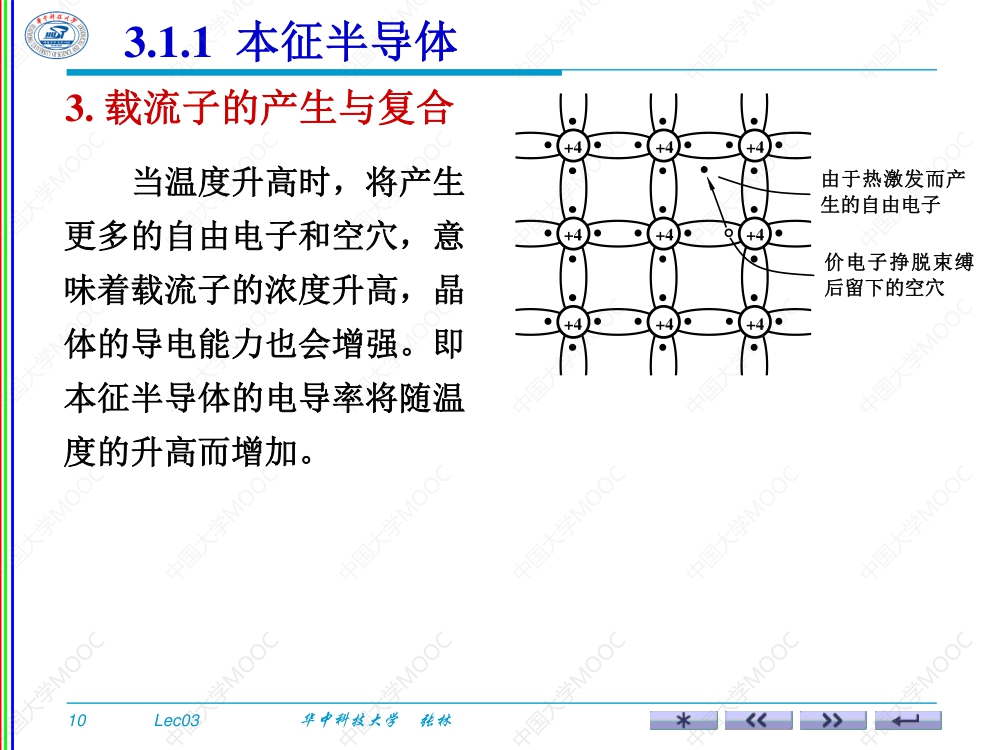 3.1.1 本征半导体
3. 载流子的产生与复合
当温度升高时，将产生
更多的自由电子和空穴，意
味着载流子的浓度升高，晶
体的导电能力也会增强。即
本征半导体的电导率将随温
度的升高而增加。
+4 +4 +4
由于热激发而产
生的自由电子
+4 +4 +4
价电子挣脱束缚
后留下的空穴
+4 +4 +4
10 Lec03 华中科技大学 张林
中国大学MOOC